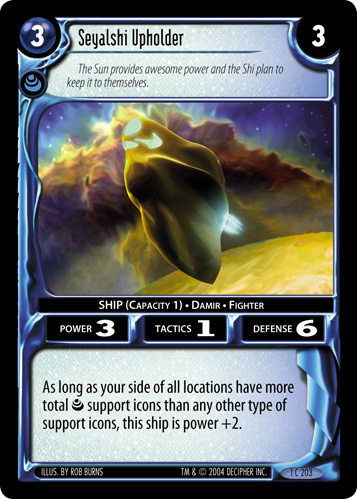 3 Seyalshi Upholder 3
The Sun provides awesome power and the Shi plan to
keep it to themselves.
SHIP (CAPACITY 1) • DAMIR • FIGHTER
POWER 3 TACTICS 1 DEFENSE 6
As long as your side of all locations have more
total support icons than any other type of
support icons, this ship is power +2.
ILLUS. BY ROB BURNS TM & © 2004 DECIPHER INC. 1 C 203